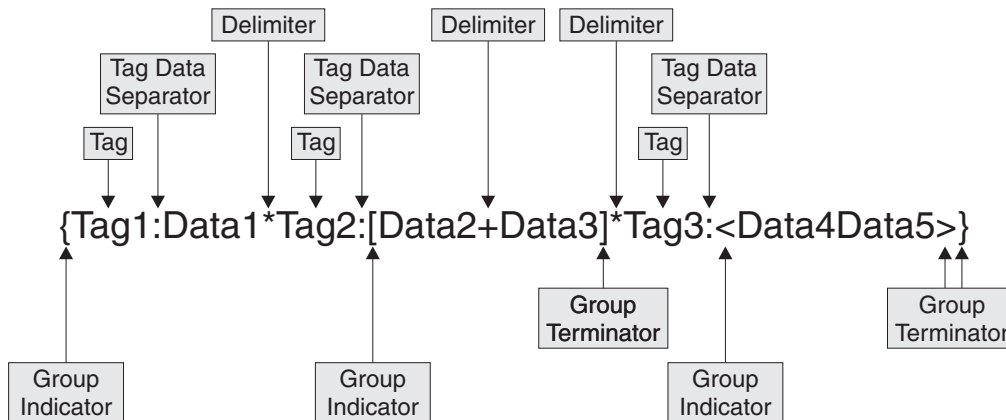 Delimiter Delimiter Delimiter
Tag Data
Separator
Tag Data
Separator
Tag Data
Separator
Tag Tag Tag
{Tag1:Data1*Tag2:[Data2+Data3]*Tag3:<Data4Data5>}
Group
Terminator
Group
Terminator
Group
Indicator
Group
Indicator
Group
Indicator